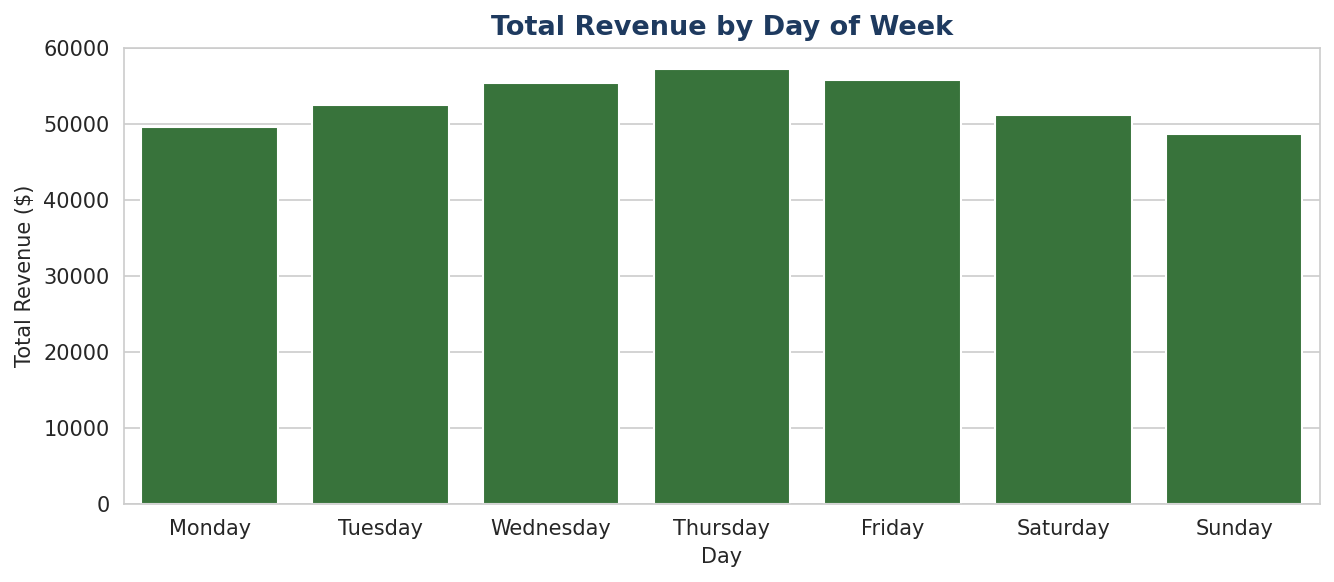 Total Revenue by Day of Week
Total Revenue ($)
60000
50000
40000
30000
20000
10000
0
Monday Tuesday Wednesday Thursday Friday Saturday Sunday
Day